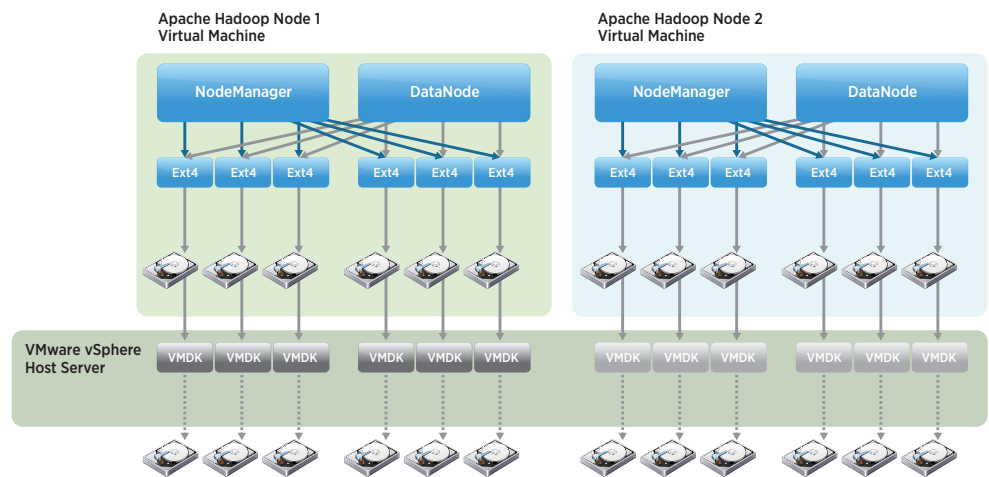 Apache Hadoop Node 1
Virtual Machine
Apache Hadoop Node 2
Virtual Machine
NodeManager
DataNode
NodeManager
DataNode
Ext4 Ext4 Ext4 Ext4 Ext4 Ext4
Ext4 Ext4 Ext4 Ext4 Ext4 Ext4
VMware vSphere
Host Server
VMDK VMDK VMDK VMDK VMDK VMDK
VMDK VMDK VMDK VMDK VMDK VMDK